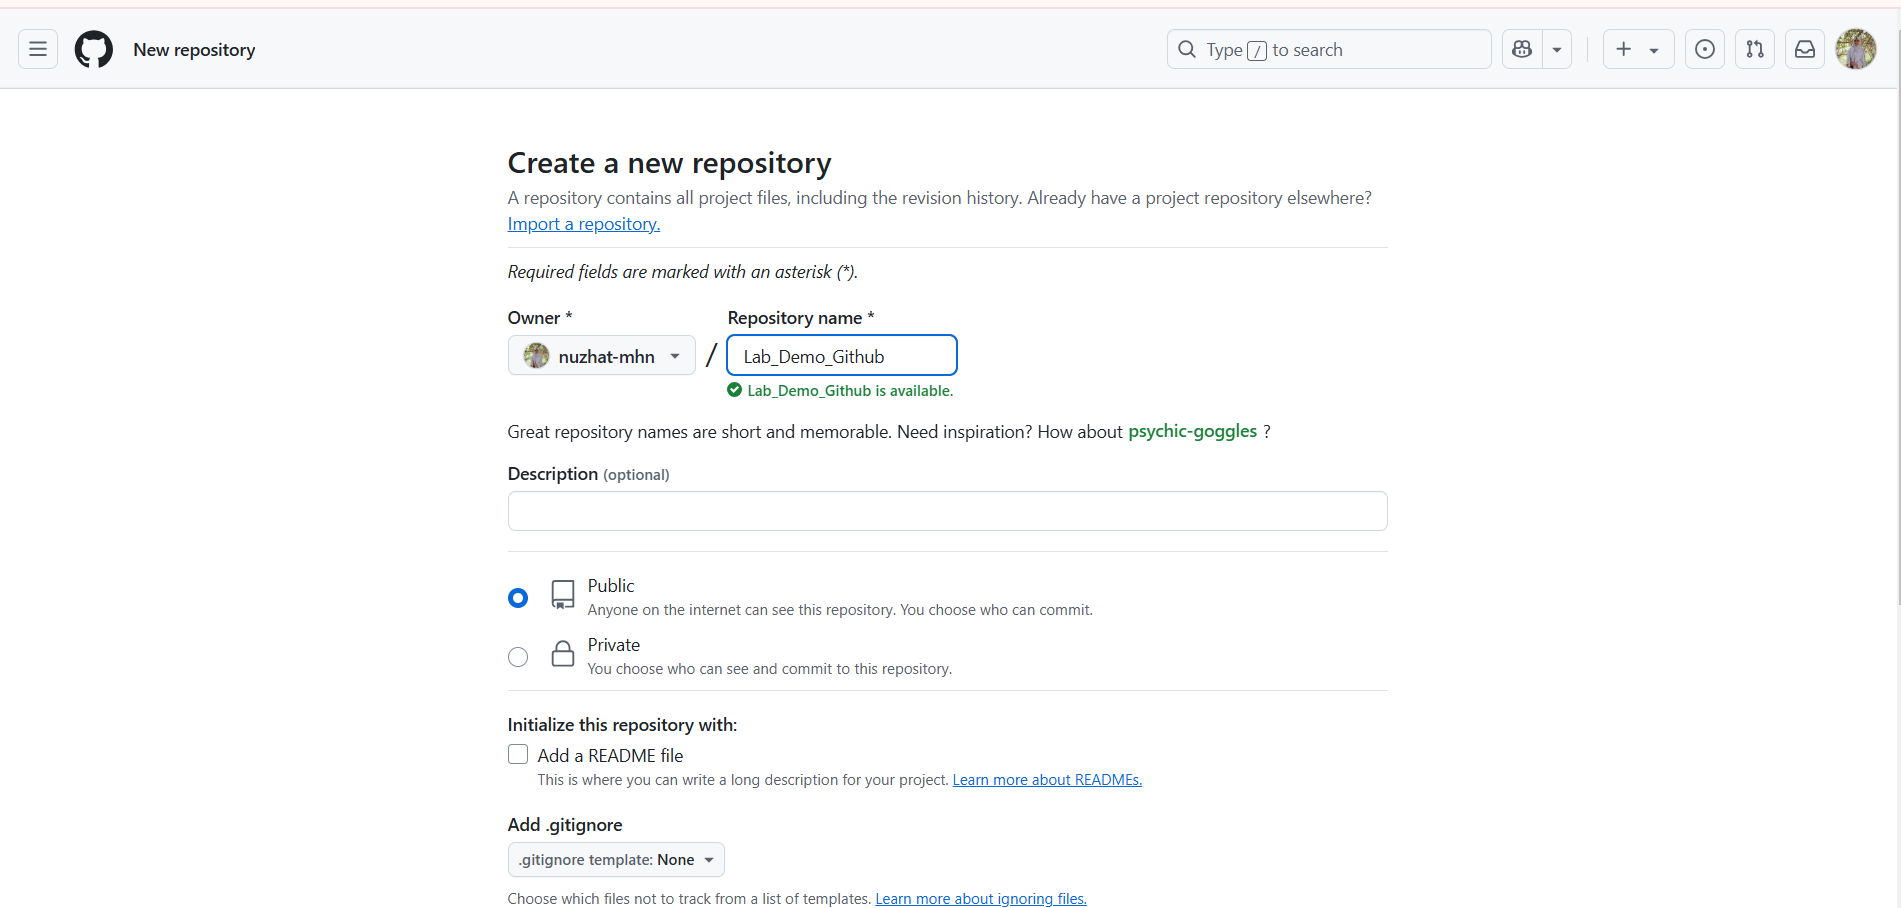 New repository
Type / to search
Create a new repository
A repository contains all project files, including the revision history. Already have a project repository elsewhere?
Import a repository.
Required fields are marked with an asterisk (*).
Owner *
Repository name *
nuzhat-mhn
/
Lab_Demo_Github
Lab_Demo_Github is available.
Great repository names are short and memorable. Need inspiration? How about psychic-goggles ?
Description (optional)
Public
Anyone on the internet can see this repository. You choose who can commit.
Private
You choose who can see and commit to this repository.
Initialize this repository with:
Add a README file
This is where you can write a long description for your project. Learn more about READMEs.
Add .gitignore
.gitignore template: None
Choose which files not to track from a list of templates. Learn more about ignoring files.